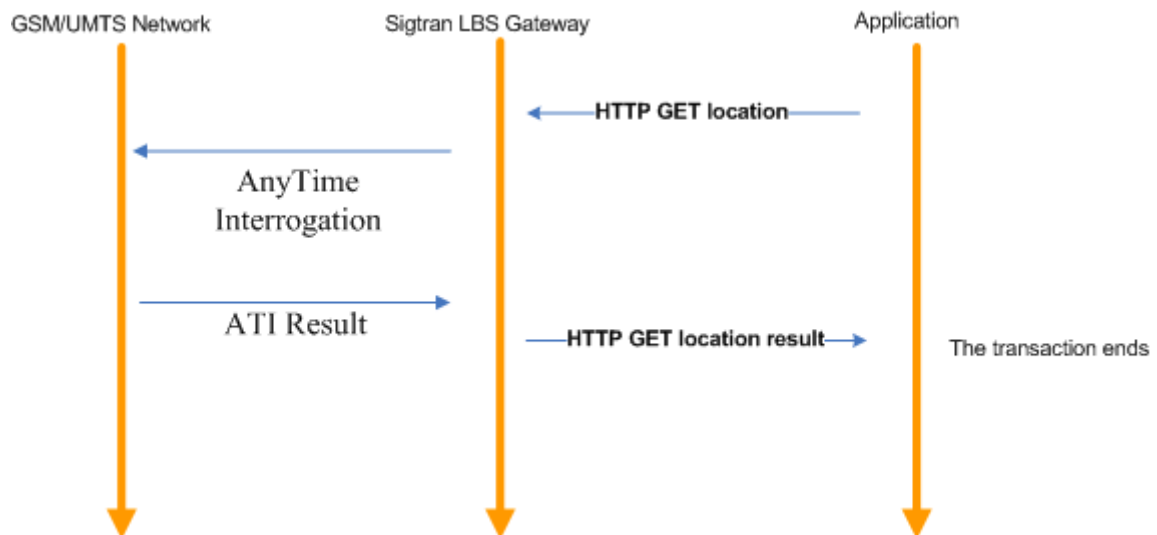 GSM/UMTS Network
Sigtran LBS Gateway
Application
HTTP GET location
AnyTime
Interrogation
ATI Result
HTTP GET location result
The transaction ends